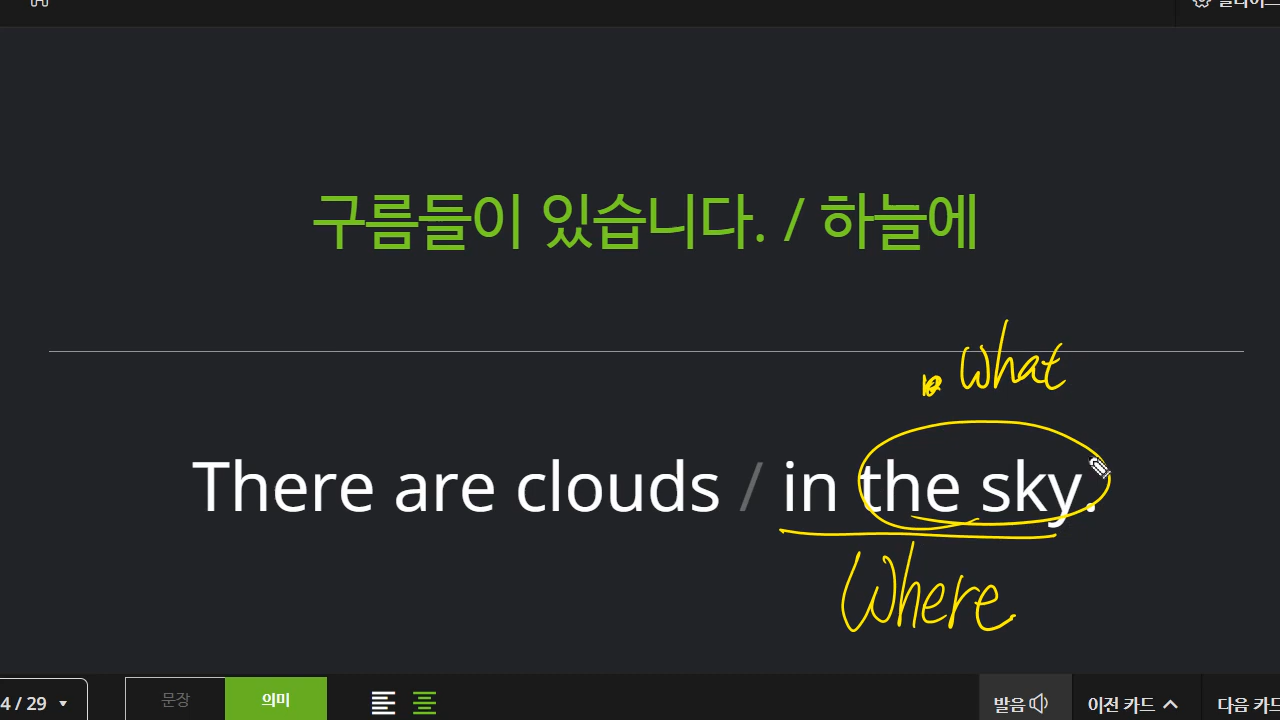 구름들이 있습니다. / 하늘에
What
There are clouds / in the sky.
Where
4 / 29
문장
의미
발음
이전 카드
다음 카드